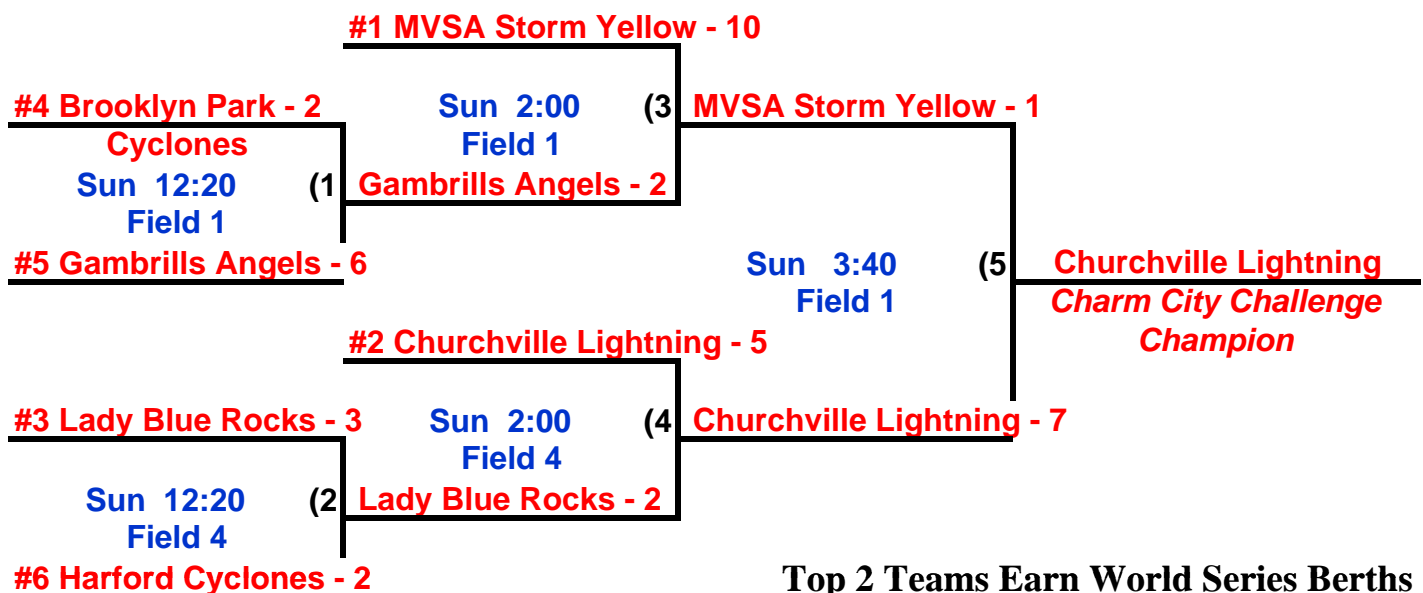 #1 MVSA Storm Yellow - 10
#4 Brooklyn Park - 2
Cyclones
Sun 12:20 (1
Field 1
#5 Gambrills Angels - 6
Sun 2:00 (3
Field 1
Gambrills Angels - 2
MVSA Storm Yellow - 1
Sun 3:40 (5
Field 1
Churchville Lightning
Charm City Challenge
Champion
#2 Churchville Lightning - 5
#3 Lady Blue Rocks - 3
Sun 2:00 (4
Field 4
Churchville Lightning - 7
Sun 12:20 (2
Field 4
Lady Blue Rocks - 2
#6 Harford Cyclones - 2
Top 2 Teams Earn World Series Berths